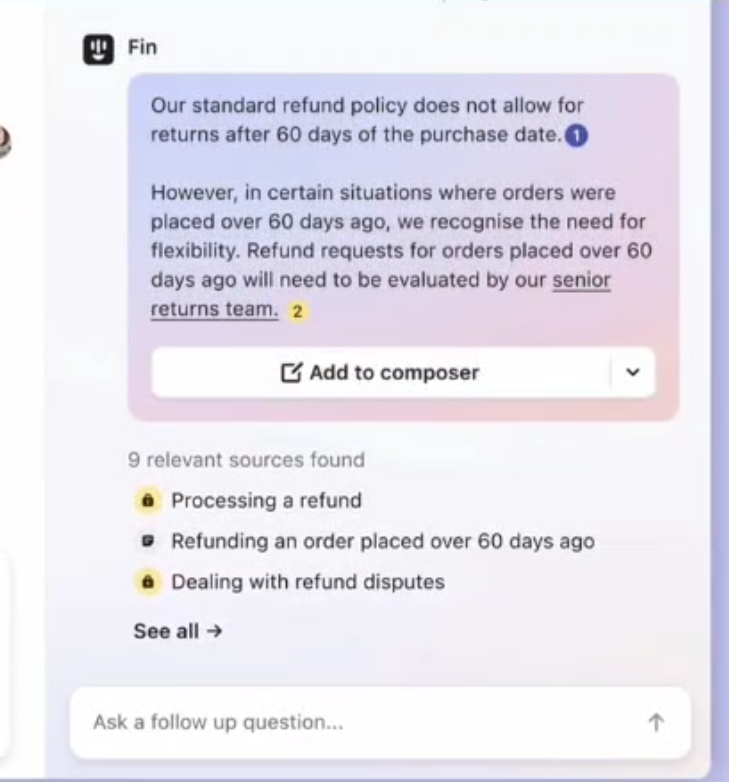 Fin
Our standard refund policy does not allow for
returns after 60 days of the purchase date. 1
However, in certain situations where orders were
placed over 60 days ago, we recognise the need for
flexibility. Refund requests for orders placed over 60
days ago will need to be evaluated by our senior
returns team. 2
Add to composer
9 relevant sources found
Processing a refund
Refunding an order placed over 60 days ago
Dealing with refund disputes
See all →
Ask a follow up question...